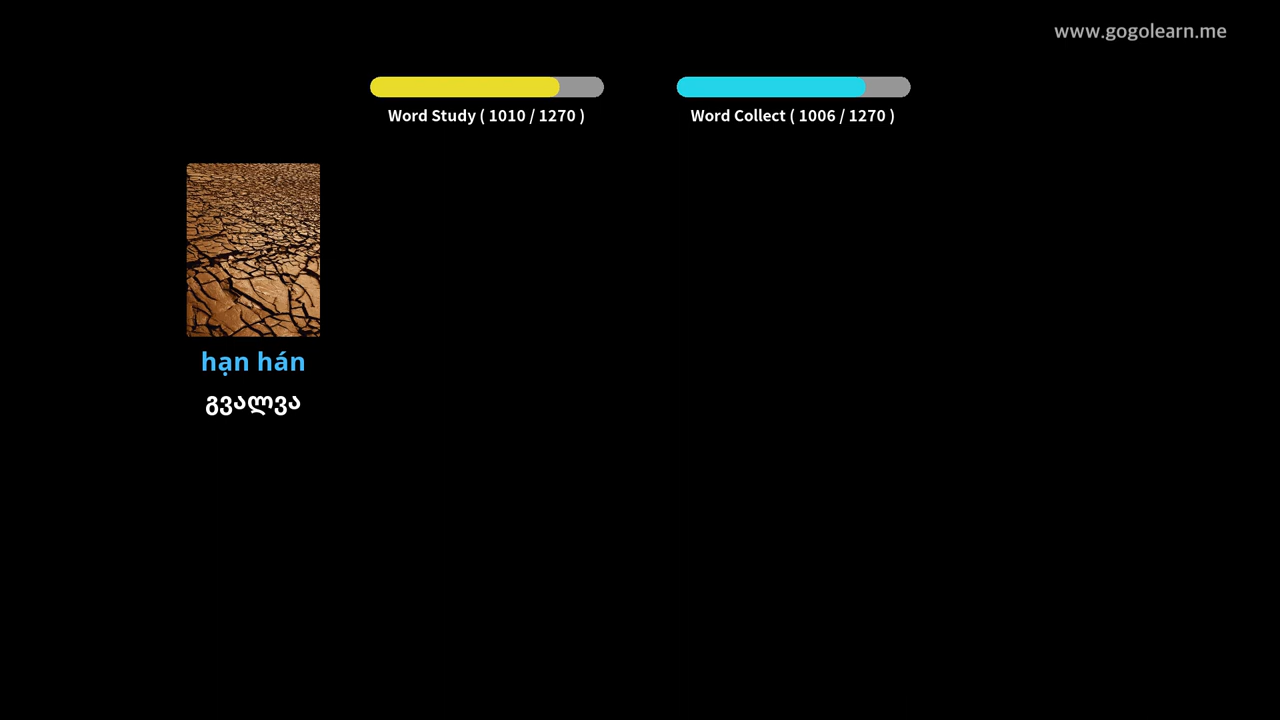 www.gogolearn.me
Word Study ( 1010 / 1270 )
Word Collect ( 1006 / 1270 )
hạn hán
გვალვა